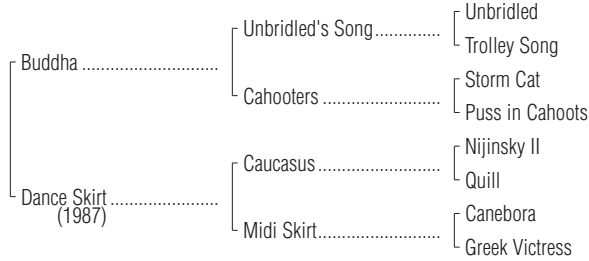 Unbridled
Unbridled's Song..............
Trolley Song
Buddha .............................
Storm Cat
Cahooters ........................
Puss in Cahoots
Nijinsky II
Caucasus.........................
Quill
Dance Skirt .......................
(1987)
Canebora
Midi Skirt.........................
Greek Victress